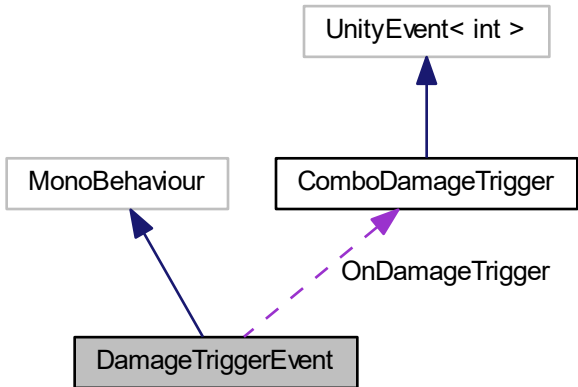 UnityEvent< int >
MonoBehaviour
ComboDamageTrigger
OnDamageTrigger
DamageTriggerEvent